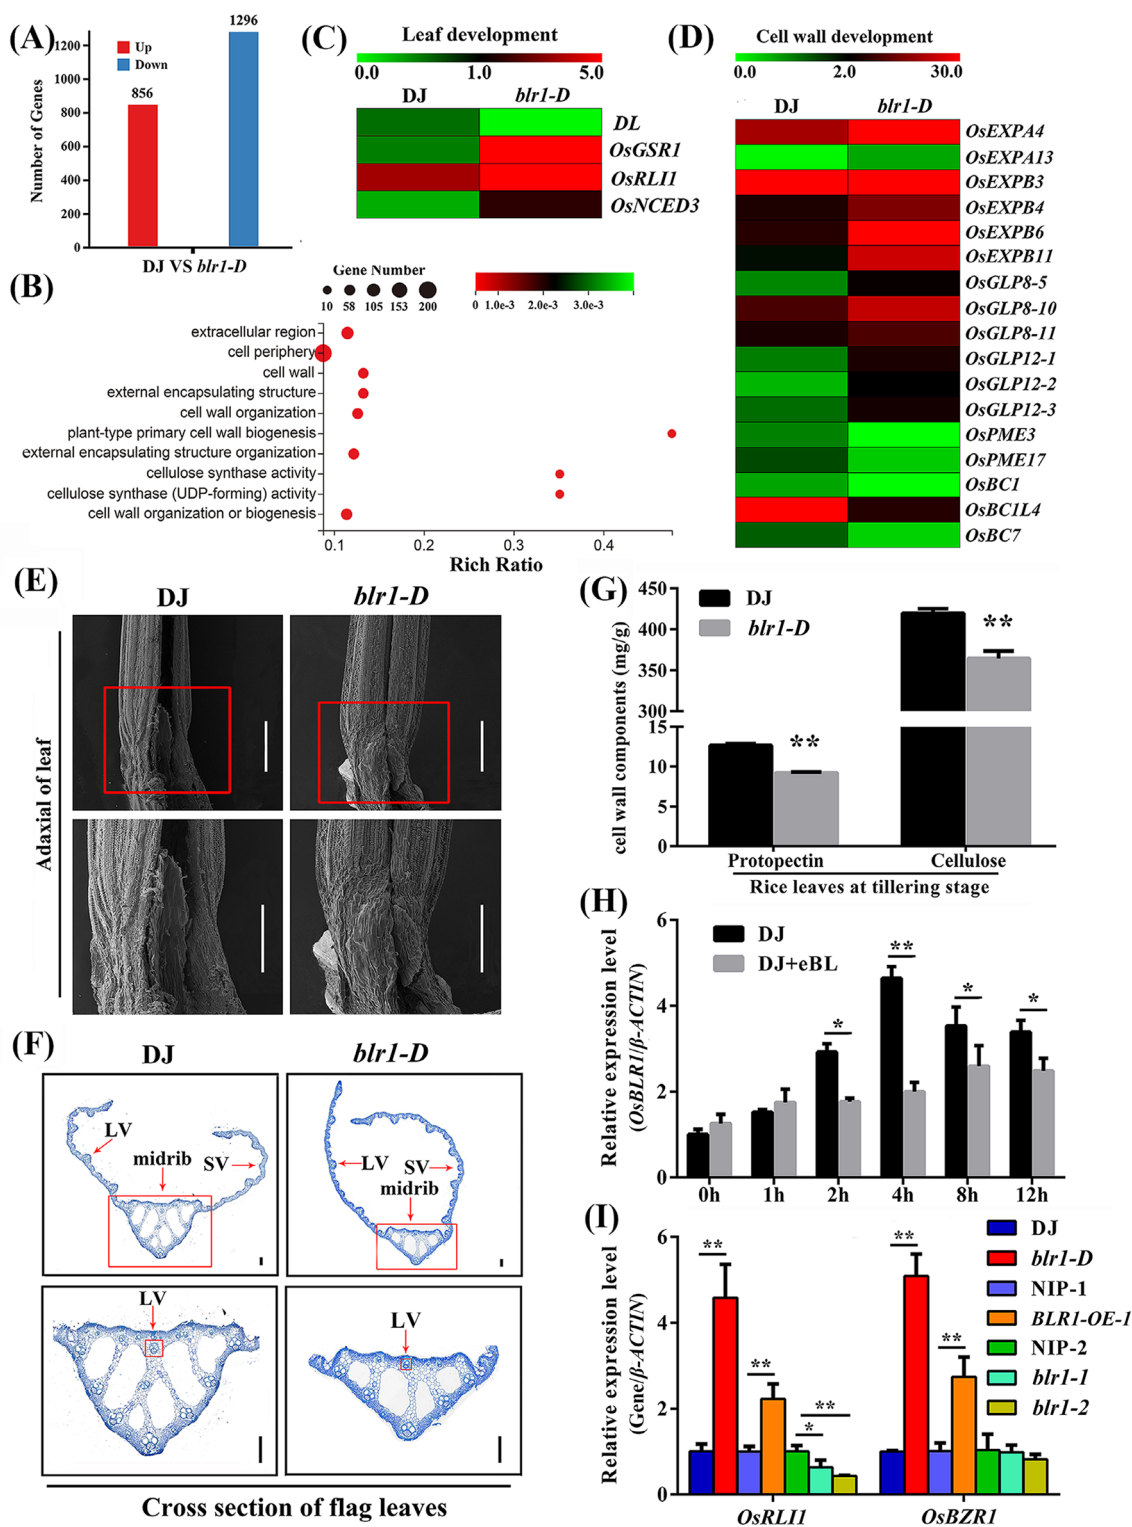 (A)
1296
Up
Down
856
1200
1000
800
600
400
200
0
Number of Genes
DJ VS blr1-D
(B)
Gene Number
10 58 105 153 200
0 1.0e-3 2.0e-3 3.0e-3
extracellular region
cell periphery
cell wall
external encapsulating structure
cell wall organization
plant-type primary cell wall biogenesis
external encapsulating structure organization
cellulose synthase activity
cellulose synthase (UDP-forming) activity
cell wall organization or biogenesis
0.1 0.2 0.3 0.4
Rich Ratio
(C)
Leaf development
0.0 1.0 5.0
DJ blr1-D
DL
OsGSR1
OsRLI1
OsNCED3
(D)
Cell wall development
0.0 2.0 30.0
DJ blr1-D
OsEXPA4
OsEXPA13
OsEXPB3
OsEXPB4
OsEXPB6
OsEXPB11
OsGLP8-5
OsGLP8-10
OsGLP8-11
OsGLP12-1
OsGLP12-2
OsGLP12-3
OsPME3
OsPME17
OsBC1
OsBC1L4
OsBC7
(E)
DJ blr1-D
Adaxial of leaf
(F)
DJ blr1-D
LV
midrib
SV
LV
SV
midrib
LV
LV
Cross section of flag leaves
(G)
DJ
blr1-D
450
400
350
300
15
10
5
0
cell wall components (mg/g)
**
**
Protopectin Cellulose
Rice leaves at tillering stage
(H)
DJ
DJ+eBL
6
4
2
0
Relative expression level
(OsBLR1/β-ACTIN)
*
**
*
*
0h 1h 2h 4h 8h 12h
(I)
DJ
blr1-D
NIP-1
BLR1-OE-1
NIP-2
blr1-1
blr1-2
6
4
2
0
Relative expression level
(Gene/β-ACTIN)
**
**
*
**
**
**
OsRLI1 OsBZR1